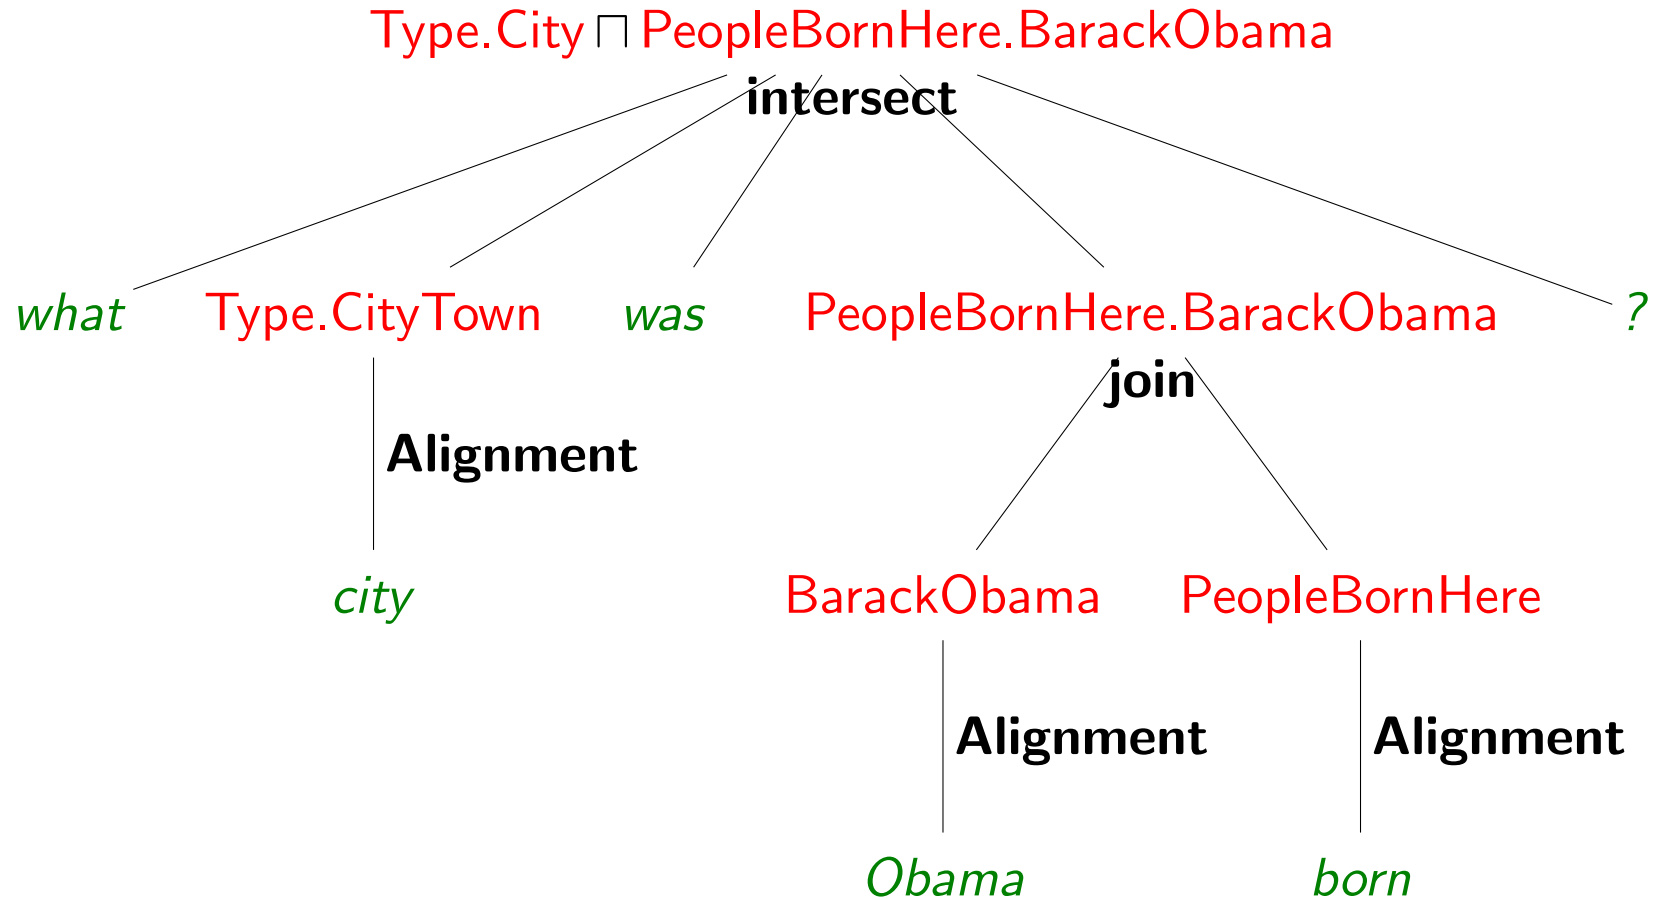 Type.City ⊓ PeopleBornHere.BarackObama
intersect
what Type.CityTown was PeopleBornHere.BarackObama ?
join
Alignment
city BarackObama PeopleBornHere
Alignment Alignment
Obama born